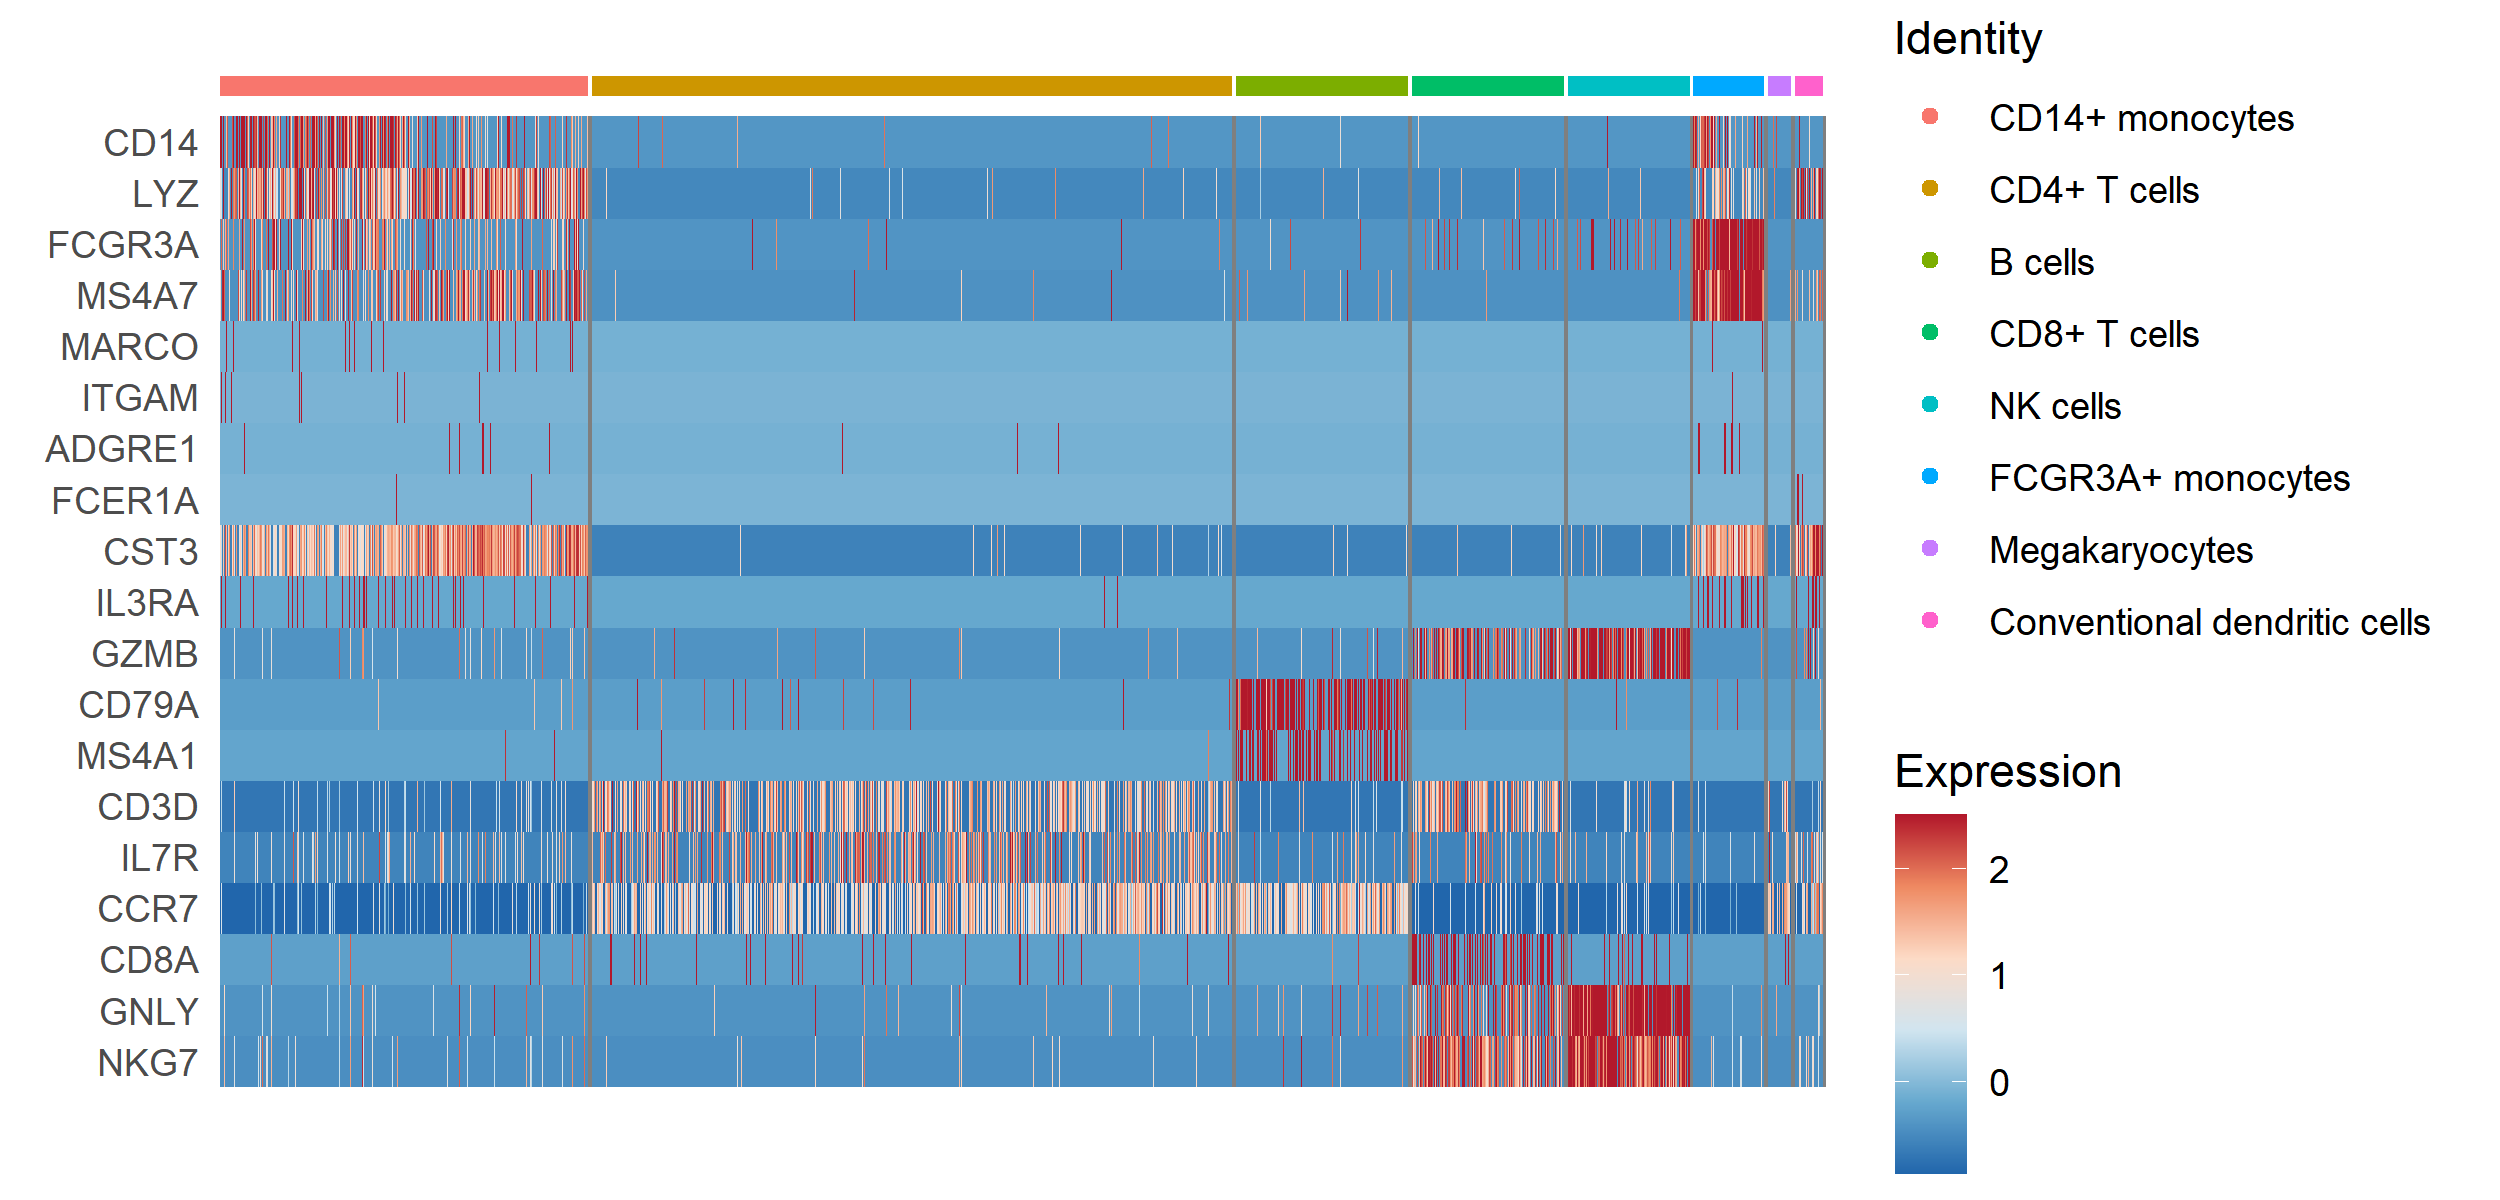 CD14
LYZ
FCGR3A
MS4A7
MARCO
ITGAM
ADGRE1
FCER1A
CST3
IL3RA
GZMB
CD79A
MS4A1
CD3D
IL7R
CCR7
CD8A
GNLY
NKG7
Identity
CD14+ monocytes
CD4+ T cells
B cells
CD8+ T cells
NK cells
FCGR3A+ monocytes
Megakaryocytes
Conventional dendritic cells
Expression
2
1
0